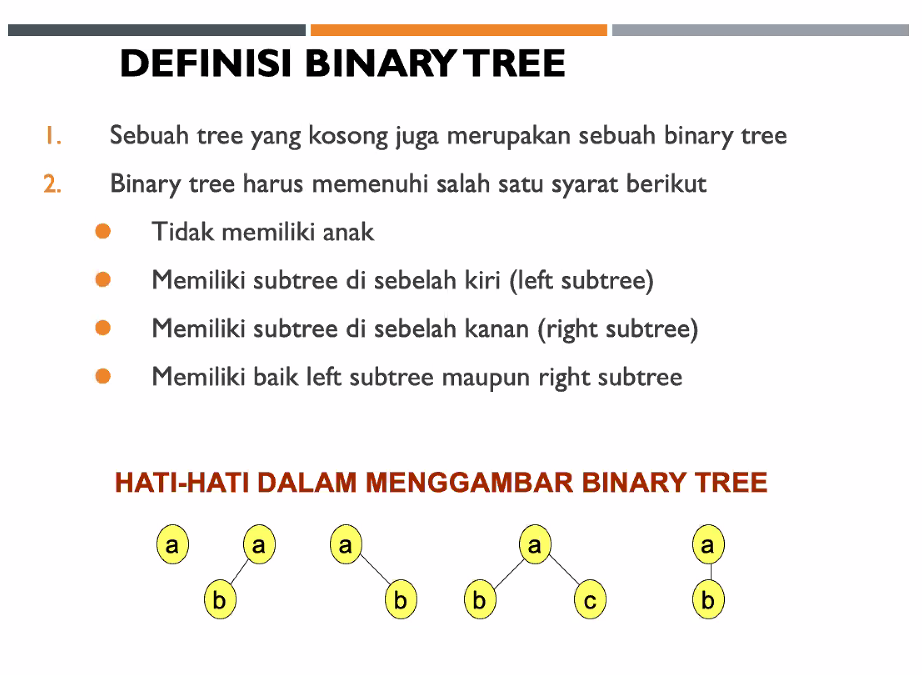 DEFINISI BINARY TREE
1. Sebuah tree yang kosong juga merupakan sebuah binary tree
2. Binary tree harus memenuhi salah satu syarat berikut
Tidak memiliki anak
Memiliki subtree di sebelah kiri (left subtree)
Memiliki subtree di sebelah kanan (right subtree)
Memiliki baik left subtree maupun right subtree
HATI-HATI DALAM MENGGAMBAR BINARY TREE
a a a a a
b b b c b